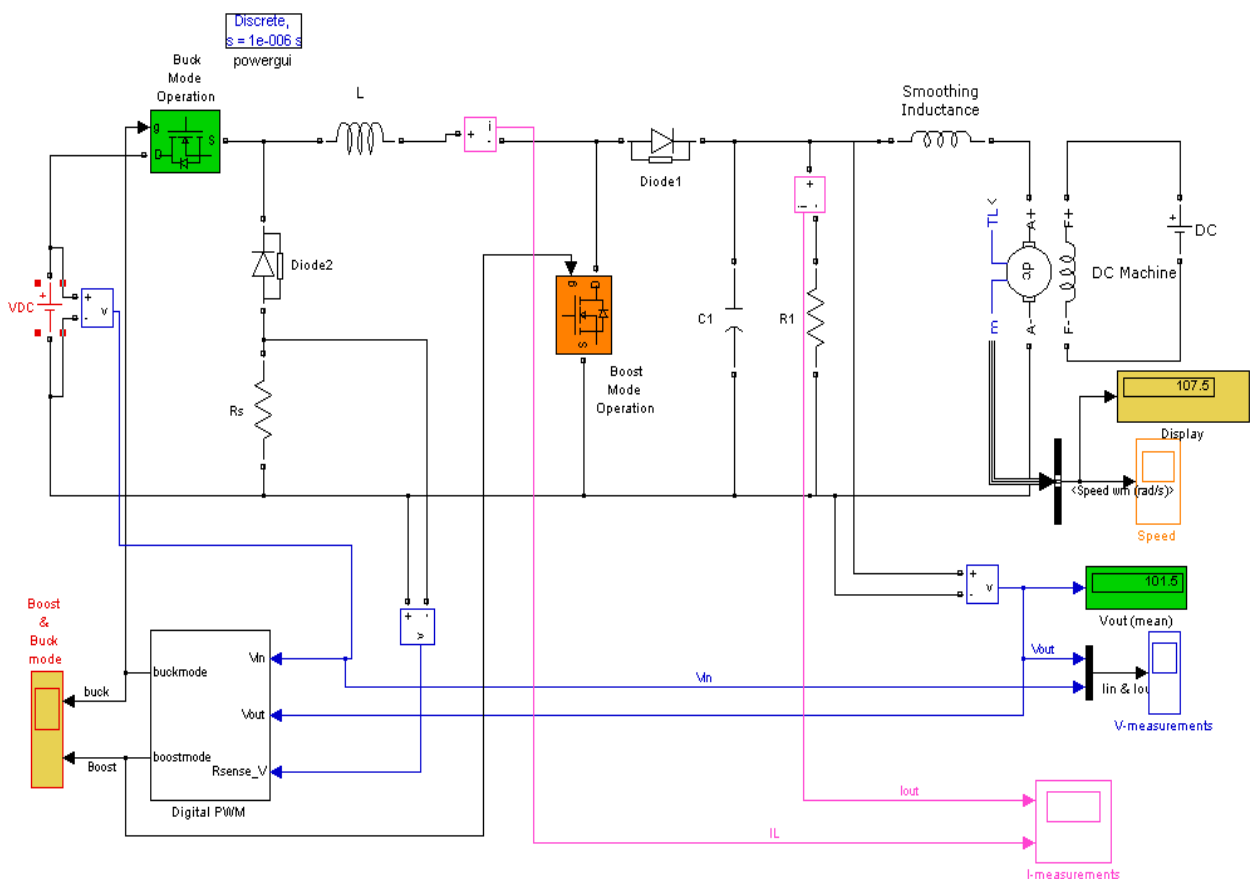 Discrete,
s = 1e-006 s
powergui
Buck
Mode
Operation
g
D
S
L
i
+
-
Diode1
Smoothing
Inductance
Diode2
VDC
+
+
-
v
Rs
g
D
S
Boost
Mode
Operation
C1
+
i
-
R1
TL
m
A+
A-
dc
F+
F-
+
DC
DC Machine
107.5
Display
<Speed wm (rad/s)>
Speed
+
-
v
101.5
Vout (mean)
Vout
Vin
Iin & Iou
V-measurements
+
-
v
Boost
&
Buck
mode
buck
Boost
buckmode
boostmode
Vin
Vout
Rsense_V
Digital PWM
Iout
IL
I-measurements